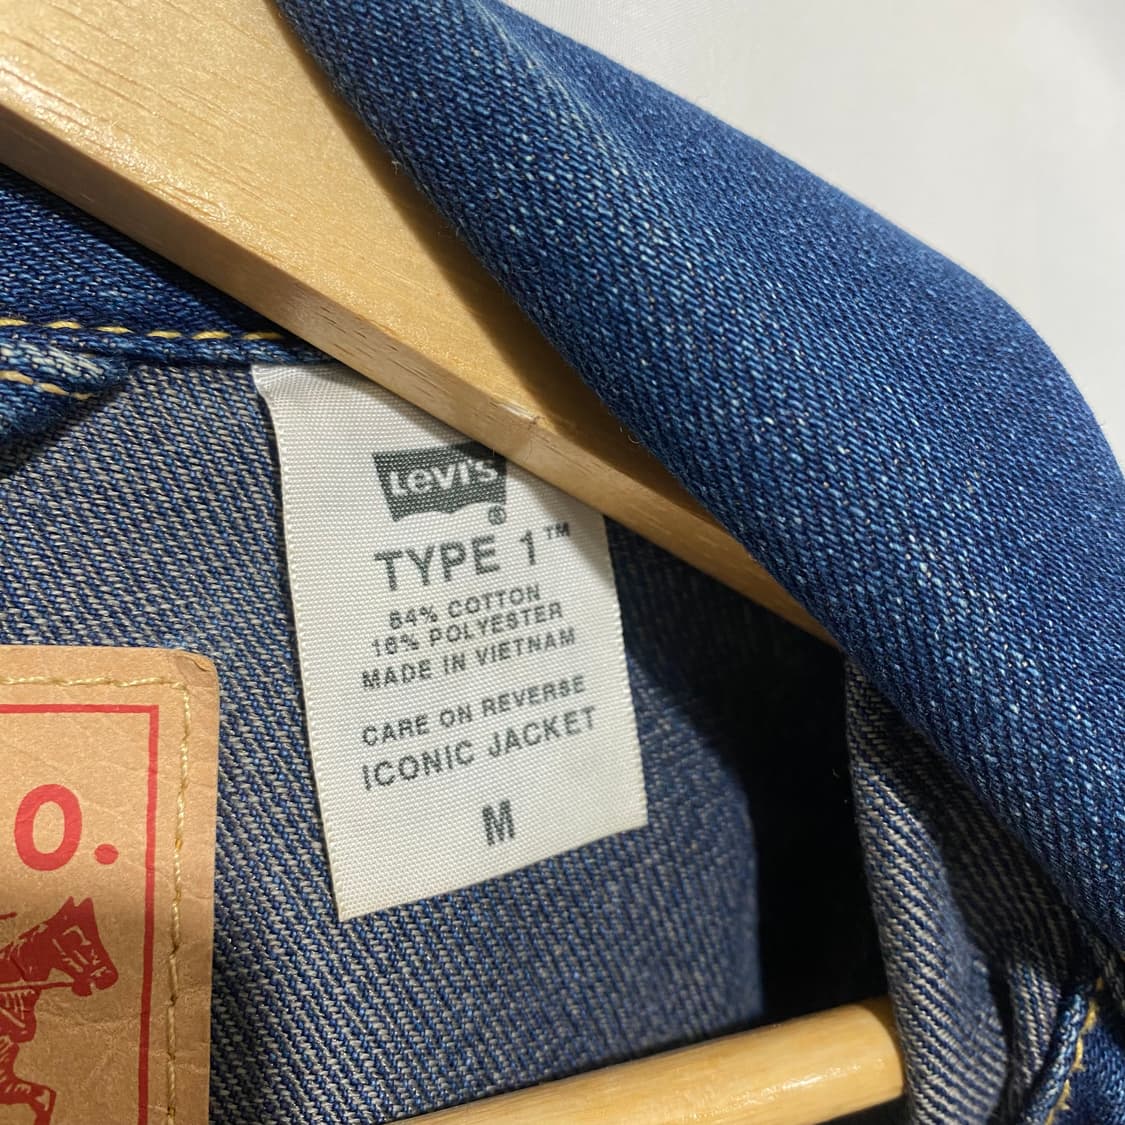 Levi's
®
TYPE 1™
84% COTTON
16% POLYESTER
MADE IN VIETNAM
CARE ON REVERSE
ICONIC JACKET
M
O.